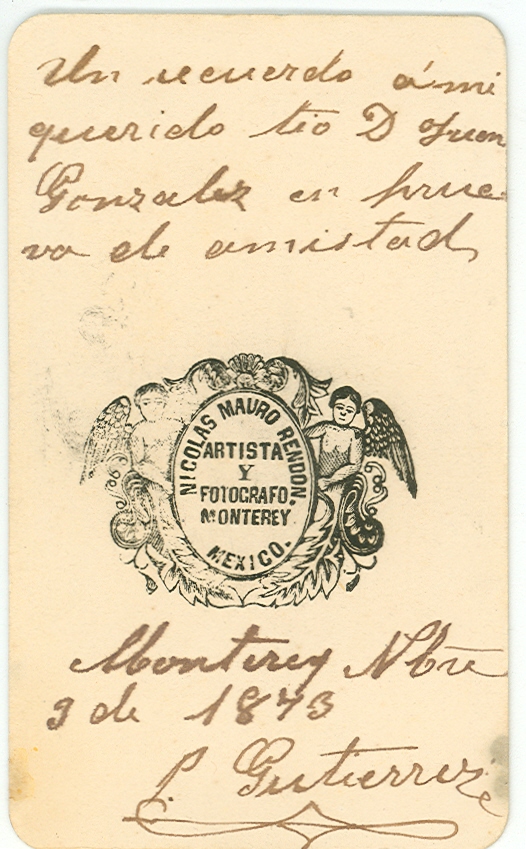 Un recuerdo á mi
querido tio D Juan
Gonzalez en prue
va de amistad
NICOLAS MAURO RENDON,
ARTISTA
Y
FOTOGRAFO,
MONTEREY
MEXICO.
Monterey Nbre
9 de 1873
P. Gutierrez